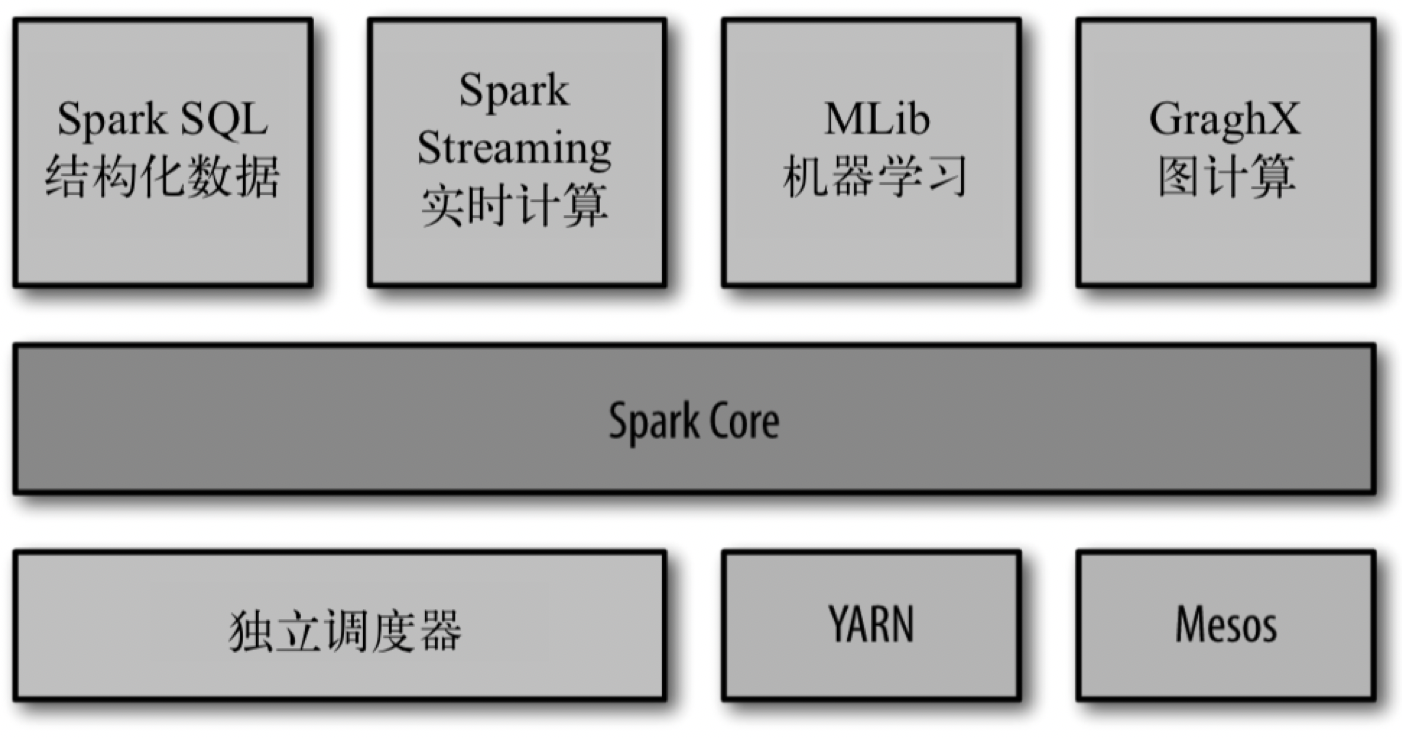 Spark SQL
结构化数据
Spark
Streaming
实时计算
MLib
机器学习
GraghX
图计算
Spark Core
独立调度器
YARN
Mesos